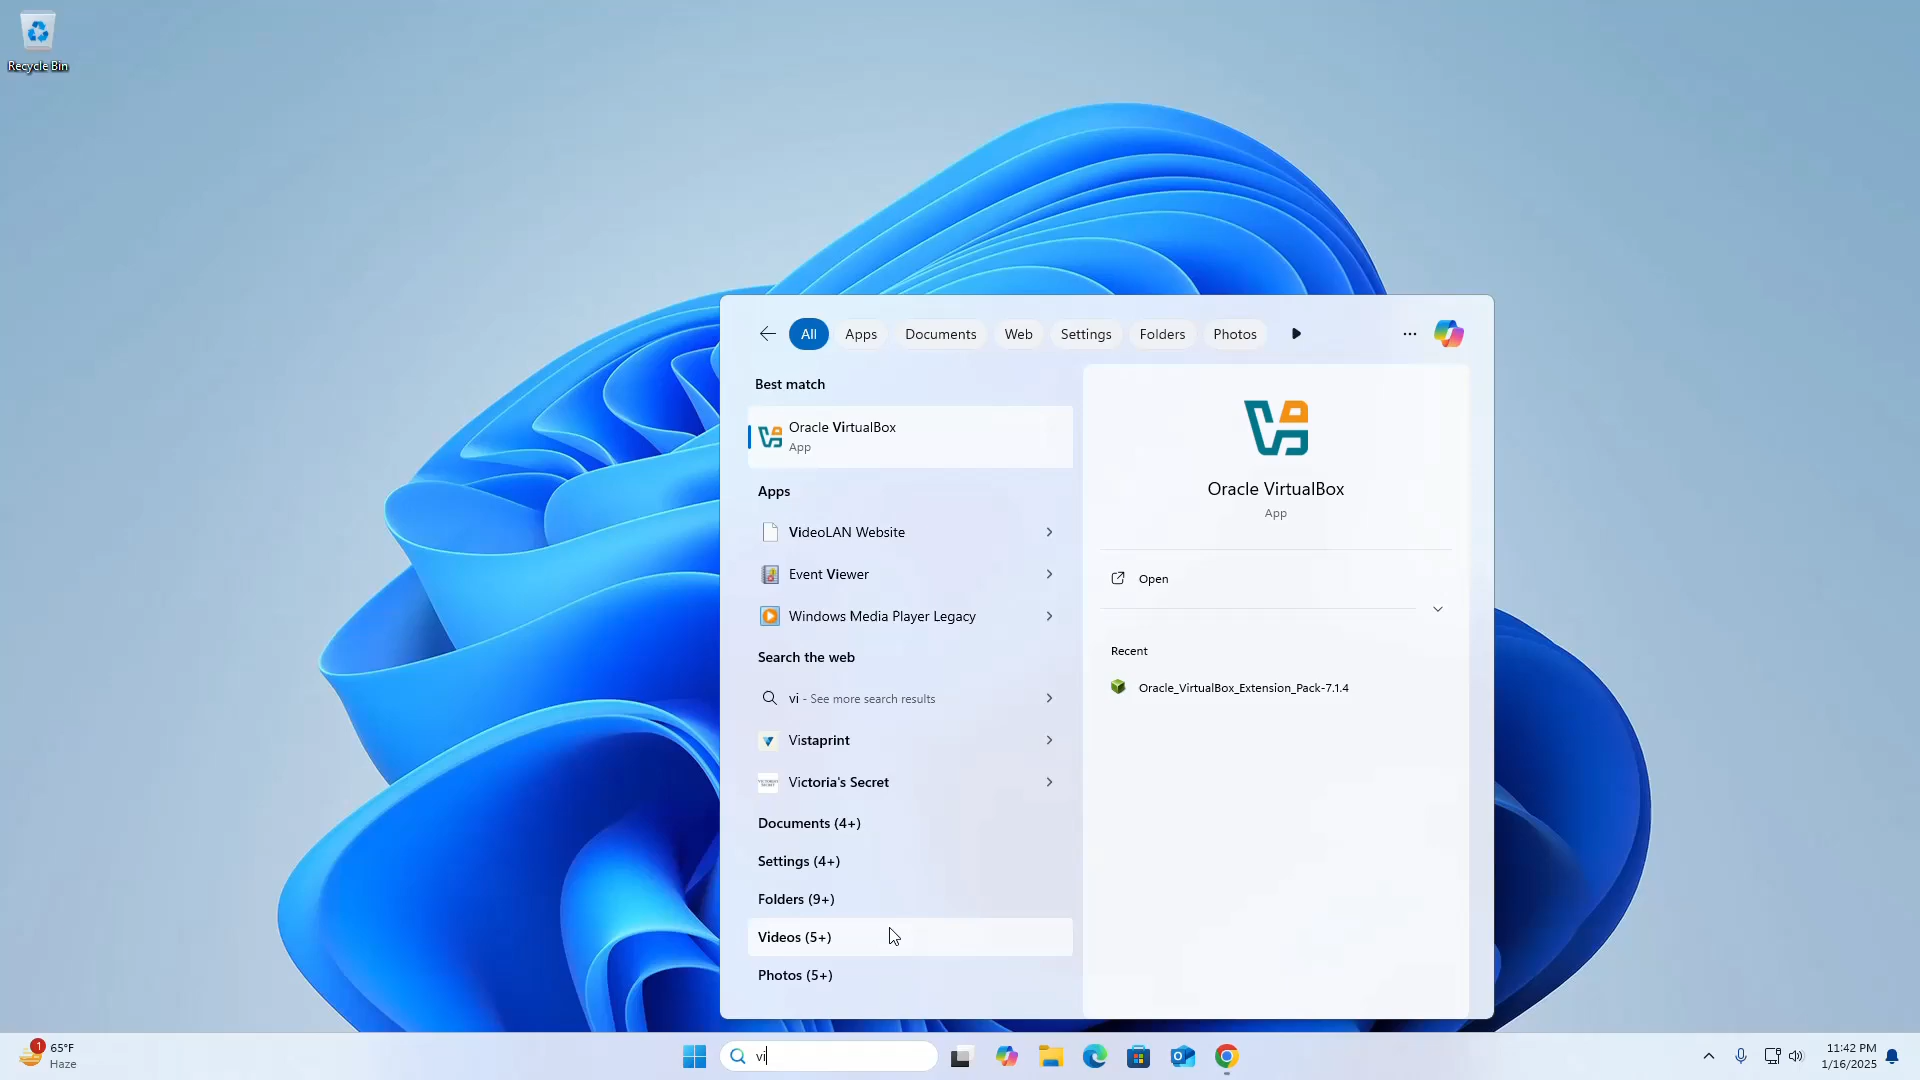 Recycle Bin
All
Apps
Documents
Web
Settings
Folders
Photos
Best match
Oracle VirtualBox
App
Apps
VideoLAN Website
Event Viewer
Windows Media Player Legacy
Search the web
vi - See more search results
Vistaprint
Victoria's Secret
Documents (4+)
Settings (4+)
Folders (9+)
Videos (5+)
Photos (5+)
Oracle VirtualBox
App
Open
Recent
Oracle_VirtualBox_Extension_Pack-7.1.4
1
65°F
Haze
vi
11:42 PM
1/16/2025